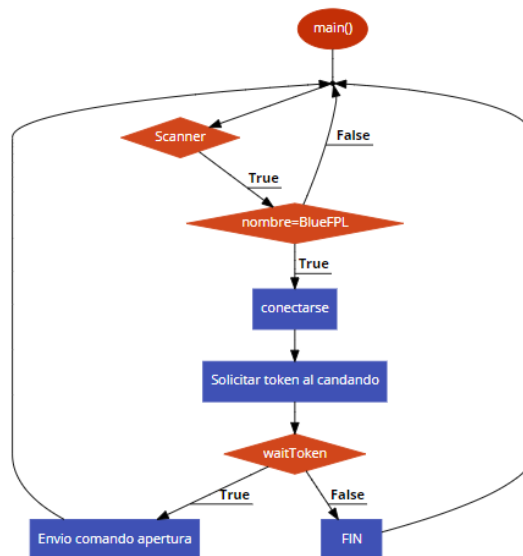 main()
Scanner
False
True
nombre=BlueFPL
True
conectarse
Solicitar token al candando
waitToken
True
False
Envio comando apertura
FIN